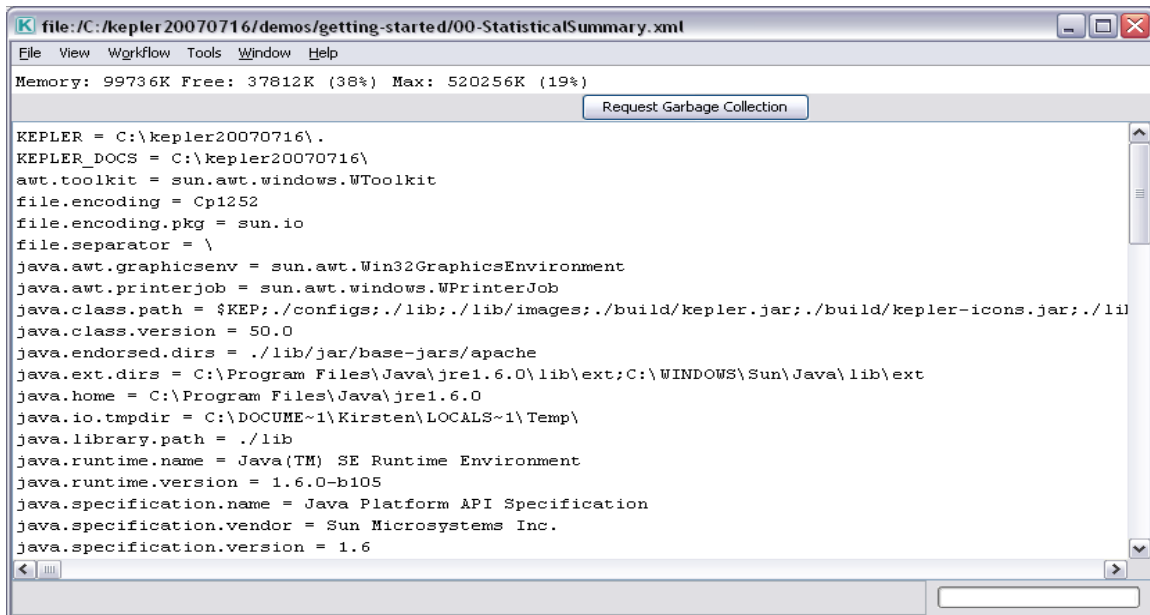 K file:/C:/kepler20070716/demos/getting-started/00-StatisticalSummary.xml
File View Workflow Tools Window Help
Memory: 99736K Free: 37812K (38%) Max: 520256K (19%)
Request Garbage Collection
KEPLER = C:\kepler20070716\.
KEPLER_DOCS = C:\kepler20070716\
awt.toolkit = sun.awt.windows.WToolkit
file.encoding = Cp1252
file.encoding.pkg = sun.io
file.separator = \
java.awt.graphicsenv = sun.awt.Win32GraphicsEnvironment
java.awt.printerjob = sun.awt.windows.WPrinterJob
java.class.path = $KEP;./configs;./lib;./lib/images;./build/kepler.jar;./build/kepler-icons.jar;./lil
java.class.version = 50.0
java.endorsed.dirs = ./lib/jar/base-jars/apache
java.ext.dirs = C:\Program Files\Java\jre1.6.0\lib\ext;C:\WINDOWS\Sun\Java\lib\ext
java.home = C:\Program Files\Java\jre1.6.0
java.io.tmpdir = C:\DOCUME~1\Kirsten\LOCALS~1\Temp\
java.library.path = ./lib
java.runtime.name = Java(TM) SE Runtime Environment
java.runtime.version = 1.6.0-b105
java.specification.name = Java Platform API Specification
java.specification.vendor = Sun Microsystems Inc.
java.specification.version = 1.6